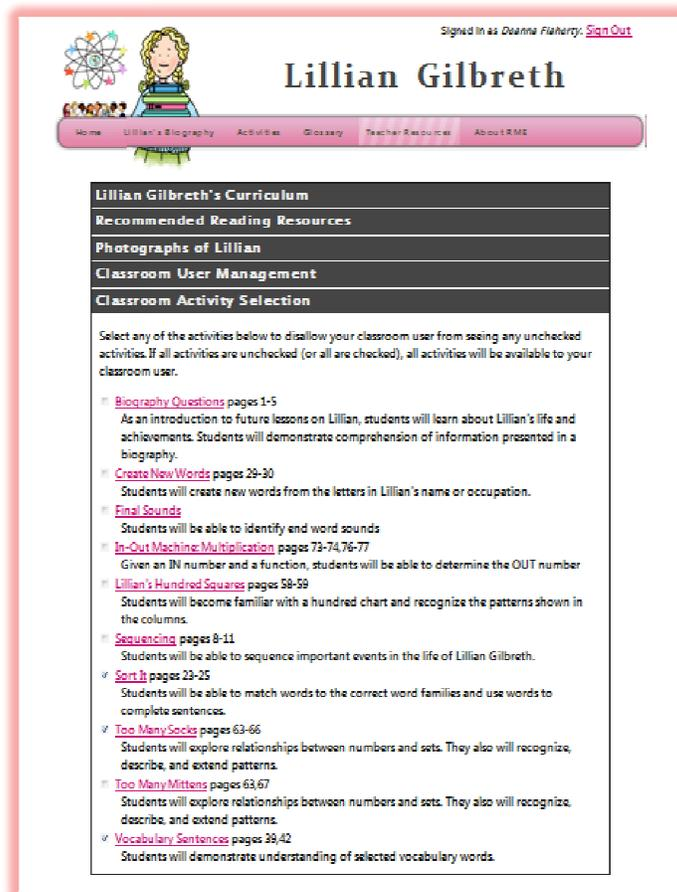 Signed in as Deanna Flaherty. Sign Out
Lillian Gilbreth
Home Lillian's Biography Activities Glossary Teacher Resources About RME
Lillian Gilbreth's Curriculum
Recommended Reading Resources
Photographs of Lillian
Classroom User Management
Classroom Activity Selection
Select any of the activities below to disallow your classroom user from seeing any unchecked
activities. If all activities are unchecked (or all are checked), all activities will be available to your
classroom user.
Biography Questions pages 1-5
As an introduction to future lessons on Lillian, students will learn about Lillian's life and
achievements. Students will demonstrate comprehension of information presented in a
biography.
Create New Words pages 29-30
Students will create new words from the letters in Lillian's name or occupation.
Final Sounds
Students will be able to identify end word sounds
In-Out Machine: Multiplication pages 73-74,76-77
Given an IN number and a function, students will be able to determine the OUT number
Lillian's Hundred Squares pages 58-59
Students will become familiar with a hundred chart and recognize the patterns shown in
the columns.
Sequencing pages 8-11
Students will be able to sequence important events in the life of Lillian Gilbreth.
Sort It pages 23-25
Students will be able to match words to the correct word families and use words to
complete sentences.
Too Many Socks pages 63-66
Students will explore relationships between numbers and sets. They also will recognize,
describe, and extend patterns.
Too Many Mittens pages 63,67
Students will explore relationships between numbers and sets. They also will recognize,
describe, and extend patterns.
Vocabulary Sentences pages 39,42
Students will demonstrate understanding of selected vocabulary words.